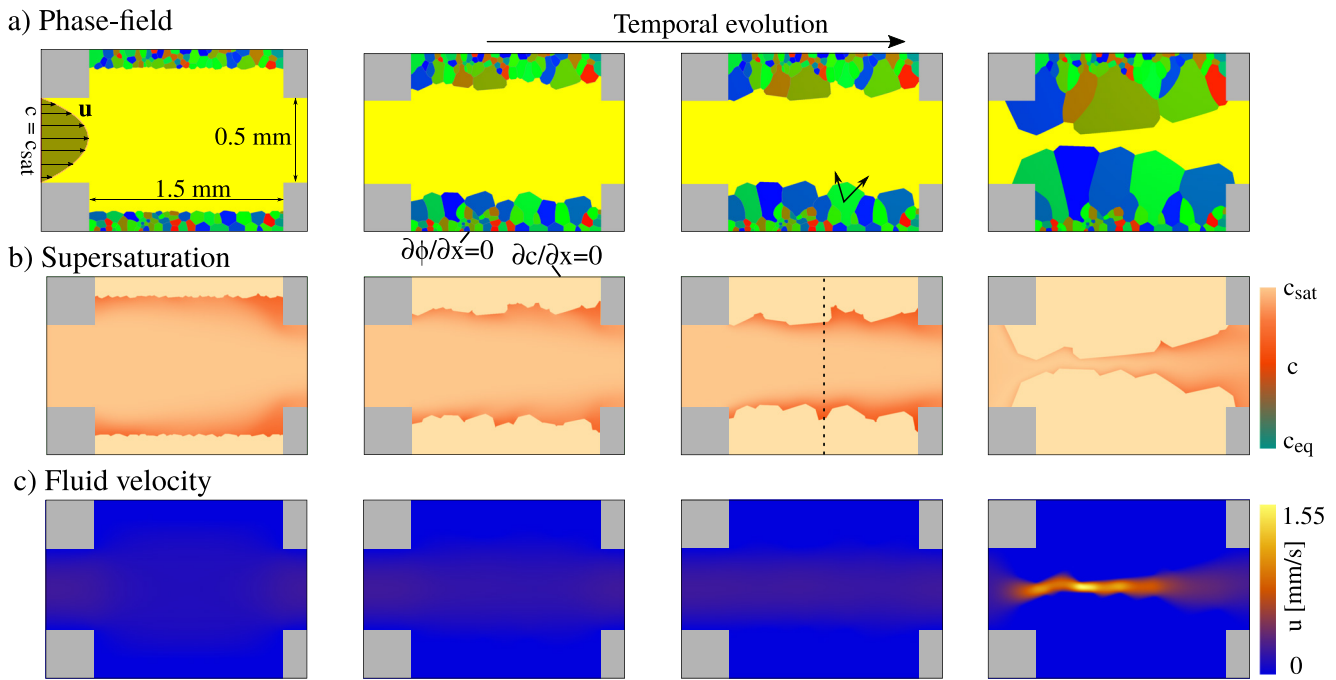 a) Phase-field
Temporal evolution
u
c = c_sat
0.5 mm
1.5 mm
∂ϕ/∂x=0
∂c/∂x=0
b) Supersaturation
c_sat
c
c_eq
c) Fluid velocity
1.55
u [mm/s]
0